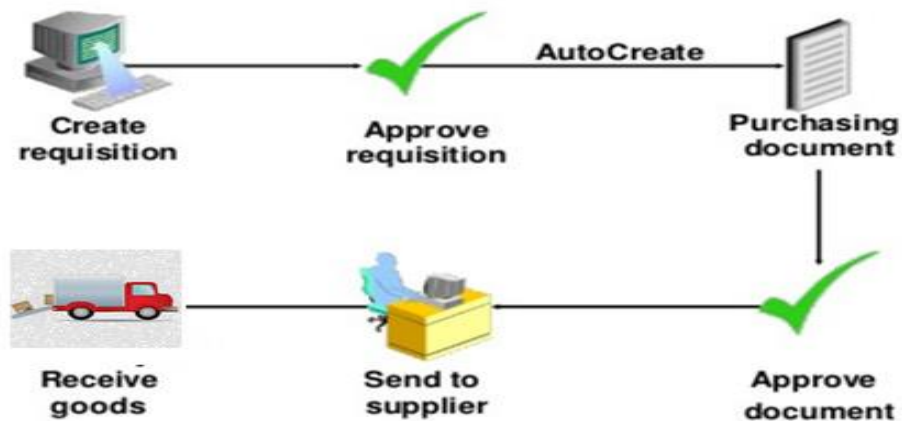 AutoCreate
Create
requisition
Approve
requisition
Purchasing
document
Receive
goods
Send to
supplier
Approve
document